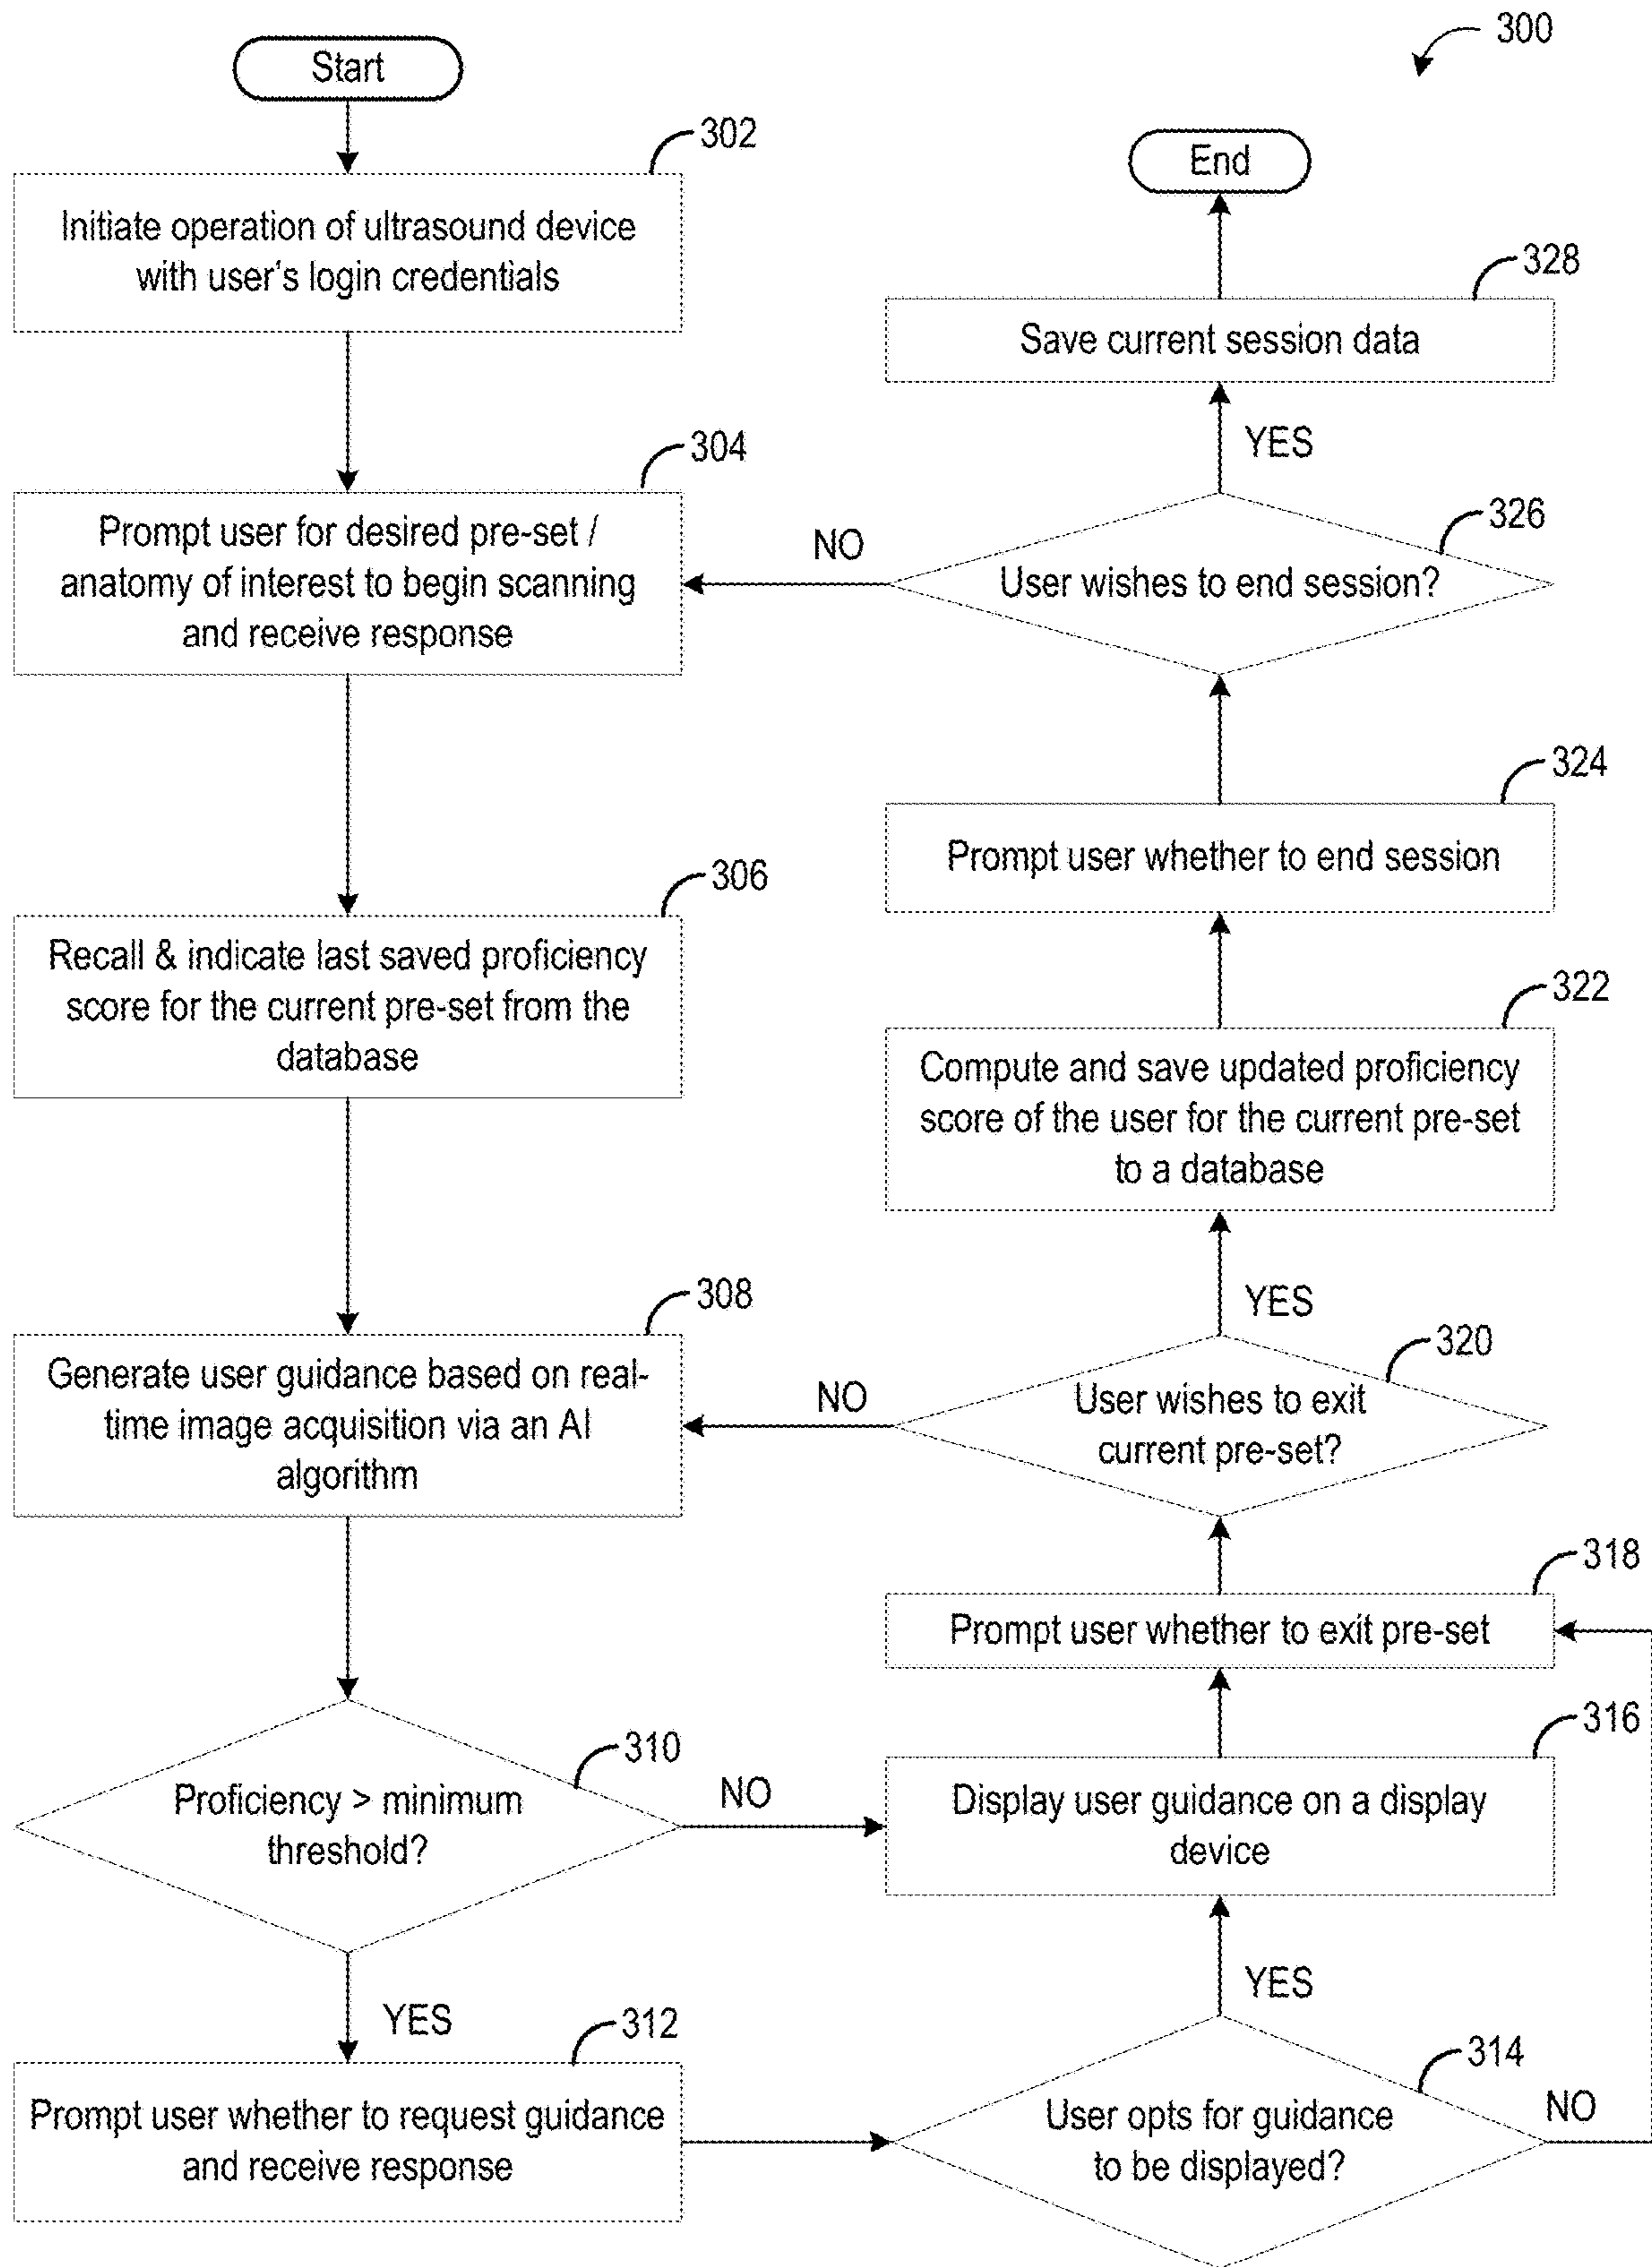 300
Start
302
Initiate operation of ultrasound device
with user's login credentials
304
Prompt user for desired pre-set /
anatomy of interest to begin scanning
and receive response
306
Recall & indicate last saved proficiency
score for the current pre-set from the
database
308
Generate user guidance based on real-
time image acquisition via an AI
algorithm
310
Proficiency > minimum
threshold?
NO
YES
312
Prompt user whether to request guidance
and receive response
314
User opts for guidance
to be displayed?
NO
YES
316
Display user guidance on a display
device
318
Prompt user whether to exit pre-set
320
User wishes to exit
current pre-set?
NO
YES
322
Compute and save updated proficiency
score of the user for the current pre-set
to a database
324
Prompt user whether to end session
326
User wishes to end session?
NO
YES
328
Save current session data
End